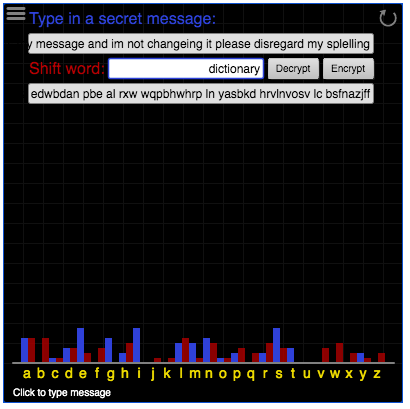 Type in a secret message:
y message and im not changeing it please disregard my splelling
Shift word: dictionary Decrypt Encrypt
edwbdan pbe al rxw wqpbhwhrp ln yasbkd hrvlnvosv lc bsfnazjff
a b c d e f g h i j k l m n o p q r s t u v w x y z
Click to type message